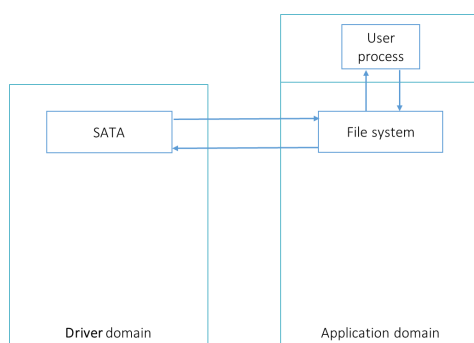 User
process
SATA
File system
Driver domain
Application domain